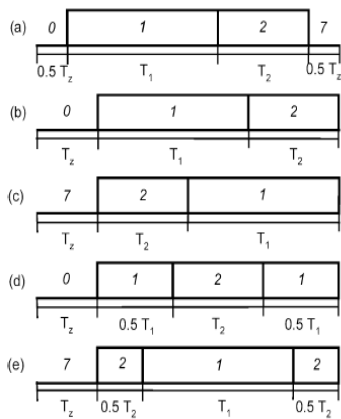 (a) 0 1 2 7
0.5 T_z T_1 T_2 0.5 T_z
(b) 0 1 2
T_z T_1 T_2
(c) 7 2 1
T_z T_2 T_1
(d) 0 1 2 1
T_z 0.5 T_1 T_2 0.5 T_1
(e) 7 2 1 2
T_z 0.5 T_2 T_1 0.5 T_2